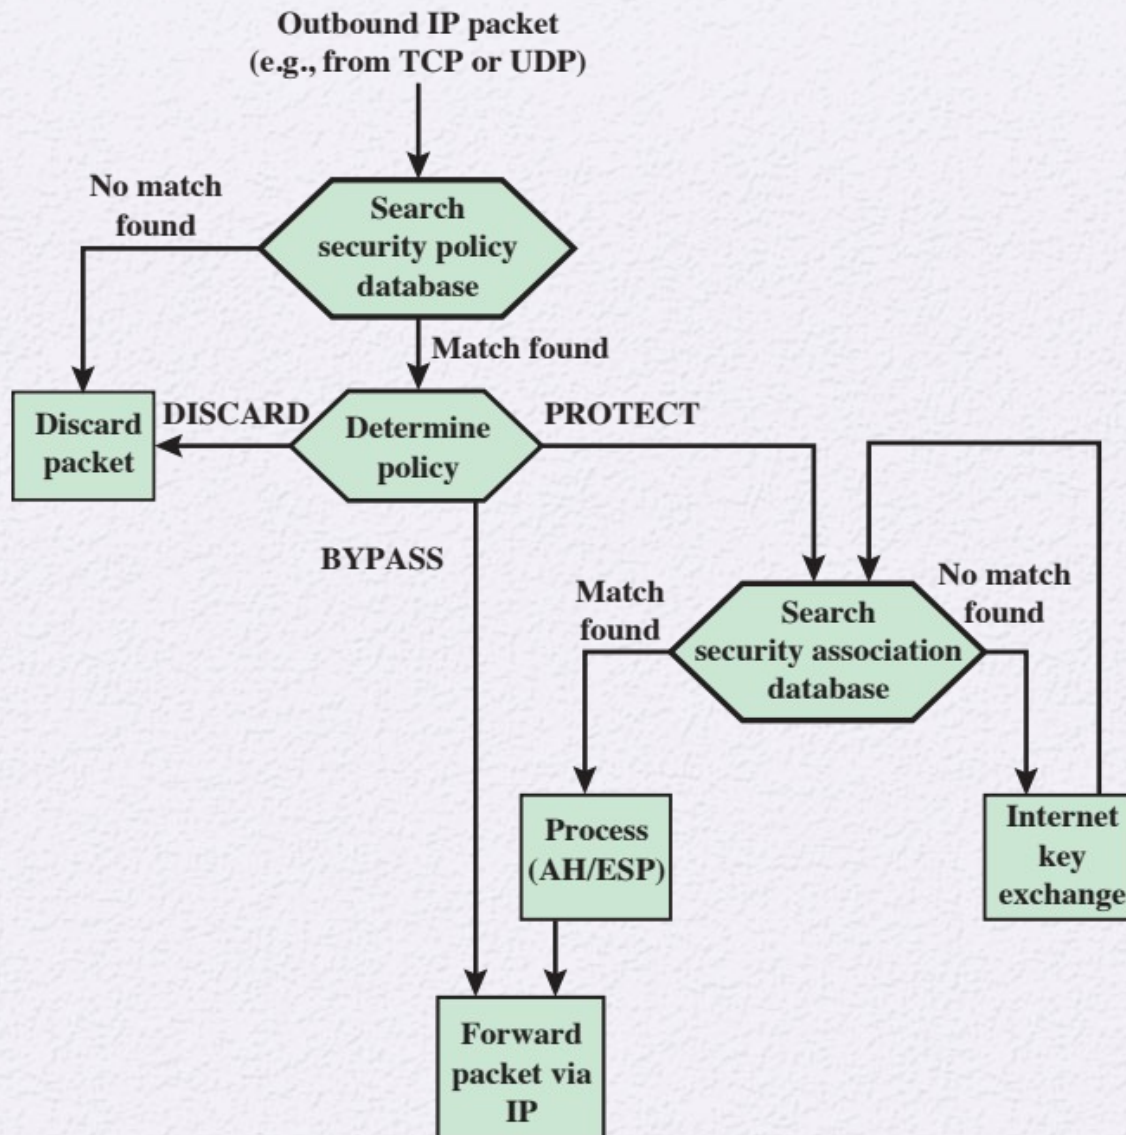 Outbound IP packet
(e.g., from TCP or UDP)
No match
found
Search
security policy
database
Match found
Discard
packet
DISCARD
Determine
policy
PROTECT
BYPASS
Match
found
Search
security association
database
No match
found
Process
(AH/ESP)
Internet
key
exchange
Forward
packet via
IP